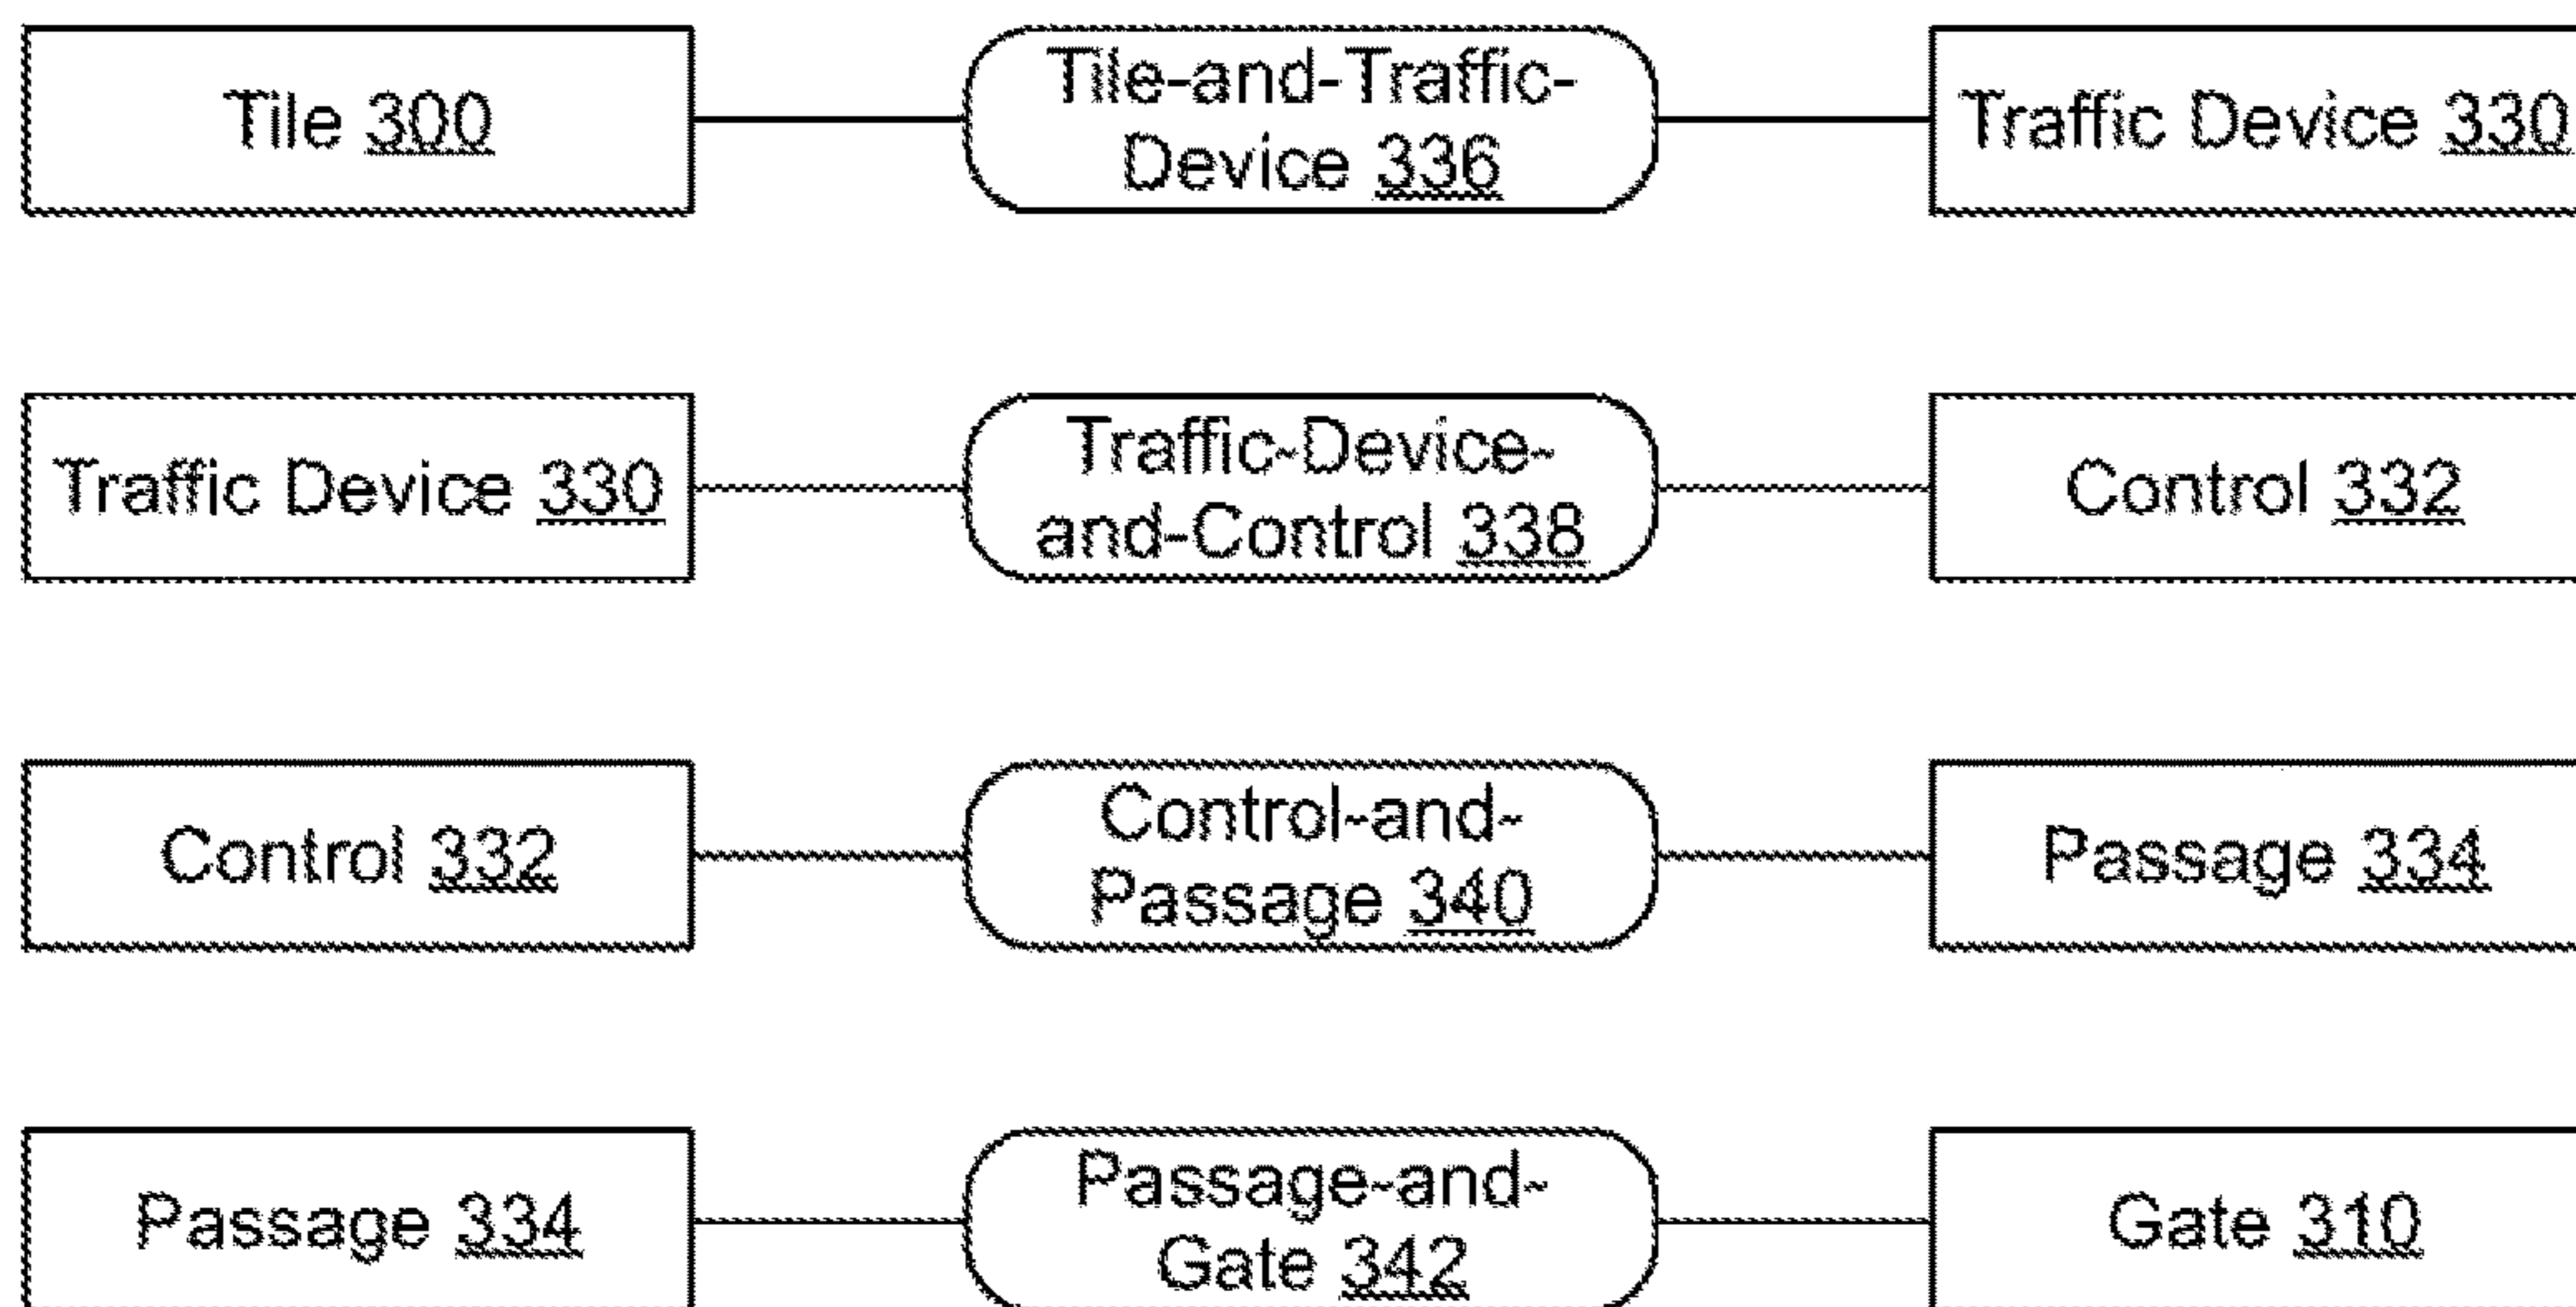 Tile 300
Tile-and-Traffic-
Device 336
Traffic Device 330
Traffic Device 330
Traffic-Device-
and-Control 338
Control 332
Control 332
Control-and-
Passage 340
Passage 334
Passage 334
Passage-and-
Gate 342
Gate 310